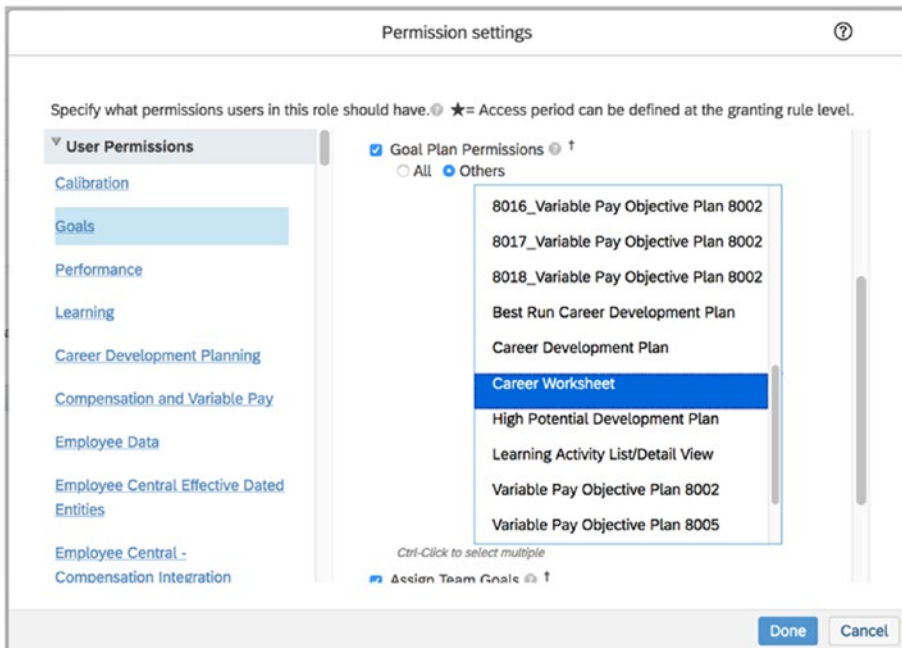 Permission settings
Specify what permissions users in this role should have. ★= Access period can be defined at the granting rule level.
User Permissions
Calibration
Goals
Performance
Learning
Career Development Planning
Compensation and Variable Pay
Employee Data
Employee Central Effective Dated
Entities
Employee Central -
Compensation Integration
Goal Plan Permissions ?†
All Others
8016_Variable Pay Objective Plan 8002
8017_Variable Pay Objective Plan 8002
8018_Variable Pay Objective Plan 8002
Best Run Career Development Plan
Career Development Plan
Career Worksheet
High Potential Development Plan
Learning Activity List/Detail View
Variable Pay Objective Plan 8002
Variable Pay Objective Plan 8005
Ctrl-Click to select multiple
Assign Team Goals ?†
Done Cancel